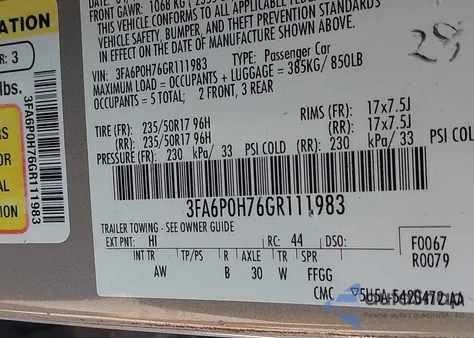 FRONT GAWR: 1068 KG
THIS VEHICLE CONFORMS TO ALL
VEHICLE SAFETY, BUMPER, AND THEFT PREVENTION STANDARDS
IN EFFECT ON THE DATE OF MANUFACTURE SHOWN ABOVE.
29
VIN: 3FA6P0H76GR111983 TYPE: Passenger Car
MAXIMUM LOAD = OCCUPANTS + LUGGAGE = 385KG/ 850LB
OCCUPANTS = 5 TOTAL; 2 FRONT, 3 REAR
TIRE (FR): 235/50R17 96H RIMS (FR): 17x7.5J
(RR): 235/50R17 96H (RR): 17x7.5J
PRESSURE (FR): 230 kPa/ 33 PSI COLD (RR): 230 kPa/ 33 PSI COLD
3FA6P0H76GR111983
TRAILER TOWING - SEE OWNER GUIDE
EXT PNT: HI RC: 44 DSO: F0067
R0079
INT TR TP/PS R AXLE TR SPR
AW B 30 W FFGG
CMC
3FA6P0H76GR111983
ATION
R: 3
lbs.
RS
OR
ION